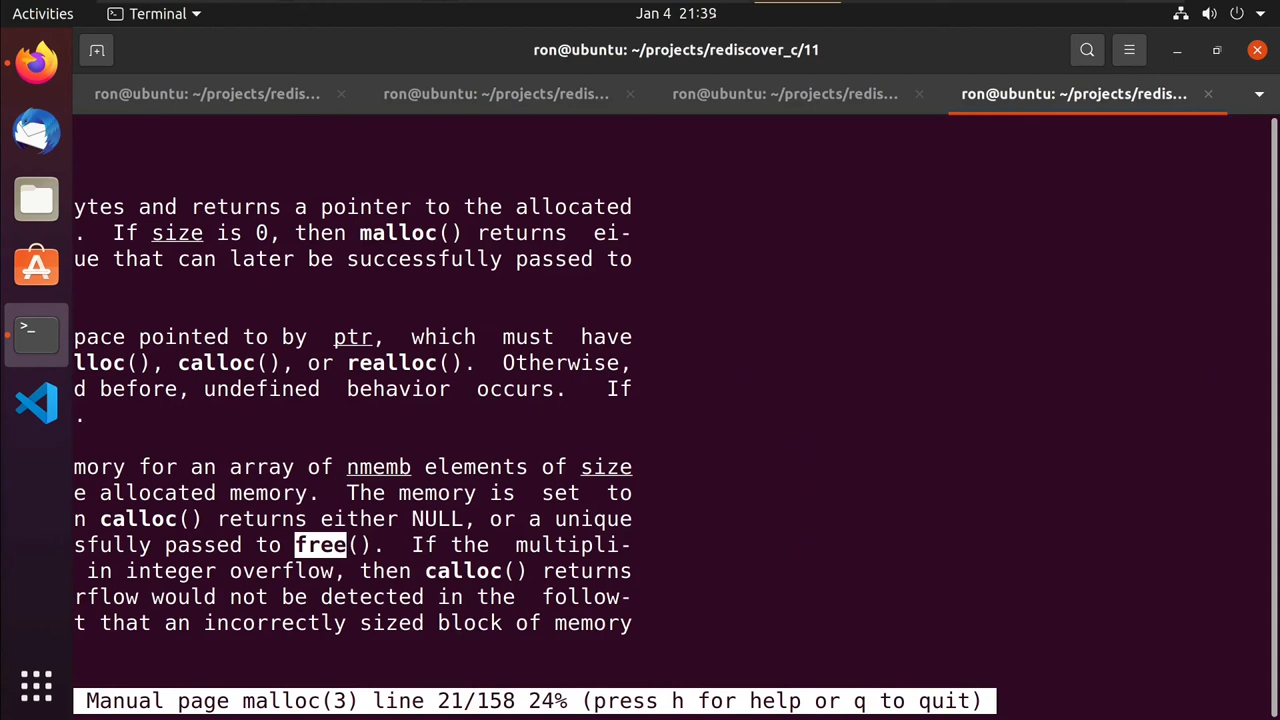 Activities
Terminal
Jan 4 21:39
ron@ubuntu: ~/projects/rediscover_c/11
ron@ubuntu: ~/projects/redis...
ron@ubuntu: ~/projects/redis...
ron@ubuntu: ~/projects/redis...
ron@ubuntu: ~/projects/redis...
ytes and returns a pointer to the allocated
. If size is 0, then malloc() returns ei-
ue that can later be successfully passed to
pace pointed to by ptr, which must have
lloc(), calloc(), or realloc(). Otherwise,
d before, undefined behavior occurs. If
.
mory for an array of nmemb elements of size
e allocated memory. The memory is set to
n calloc() returns either NULL, or a unique
sfully passed to free(). If the multipli-
in integer overflow, then calloc() returns
rflow would not be detected in the follow-
t that an incorrectly sized block of memory
Manual page malloc(3) line 21/158 24% (press h for help or q to quit)